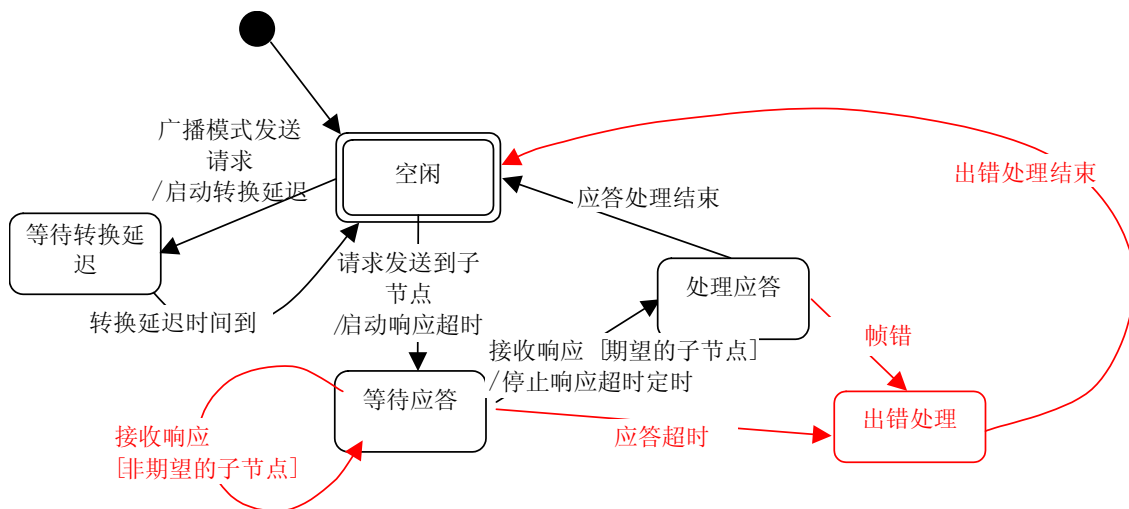 广播模式发送
请求
/启动转换延迟
空闲
出错处理结束
应答处理结束
等待转换延
迟
请求发送到子
节点
/启动响应超时
处理应答
转换延迟时间到
帧错
接收响应 [期望的子节点]
/停止响应超时定时
等待应答
出错处理
应答超时
接收响应
[非期望的子节点]